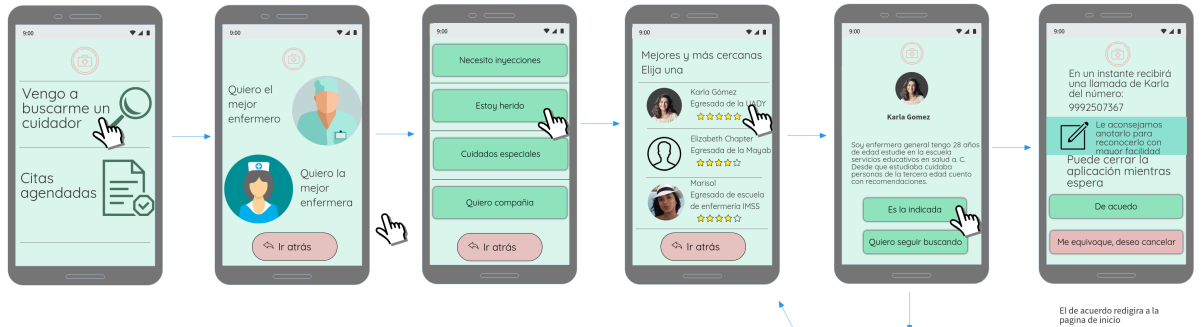 9:00
Vengo a
buscarme un
cuidador
Citas
agendadas
9:00
Quiero el
mejor
enfermero
Quiero la
mejor
enfermera
Ir atrás
9:00
Necesito inyecciones
Estoy herido
Cuidados especiales
Quiero compañia
Ir atrás
9:00
Mejores y más cercanas
Elija una
Karla Gómez
Egresada de la UADY
Elizabeth Chapter
Egresada de la Mayab
Marisol
Egresada de escuela
de enfermería IMSS
Ir atrás
9:00
Karla Gomez
Soy enfermera general tengo 28 años
de edad estudie en la escuela
servicios educativos en salud a. C.
Desde que estudiaba cuidaba
personas de la tercera edad cuento
con recomendaciones.
Es la indicada
Quiero seguir buscando
9:00
En un instante recibirá
una llamada de Karla
del número:
9992507367
Le aconsejamos
anotarlo para
reconocerlo con
mayor facilidad
Puede cerrar la
aplicación mientras
espera
De acuedo
Me equivoque, deseo cancelar
El de acuerdo redigira a la
pagina de inicio